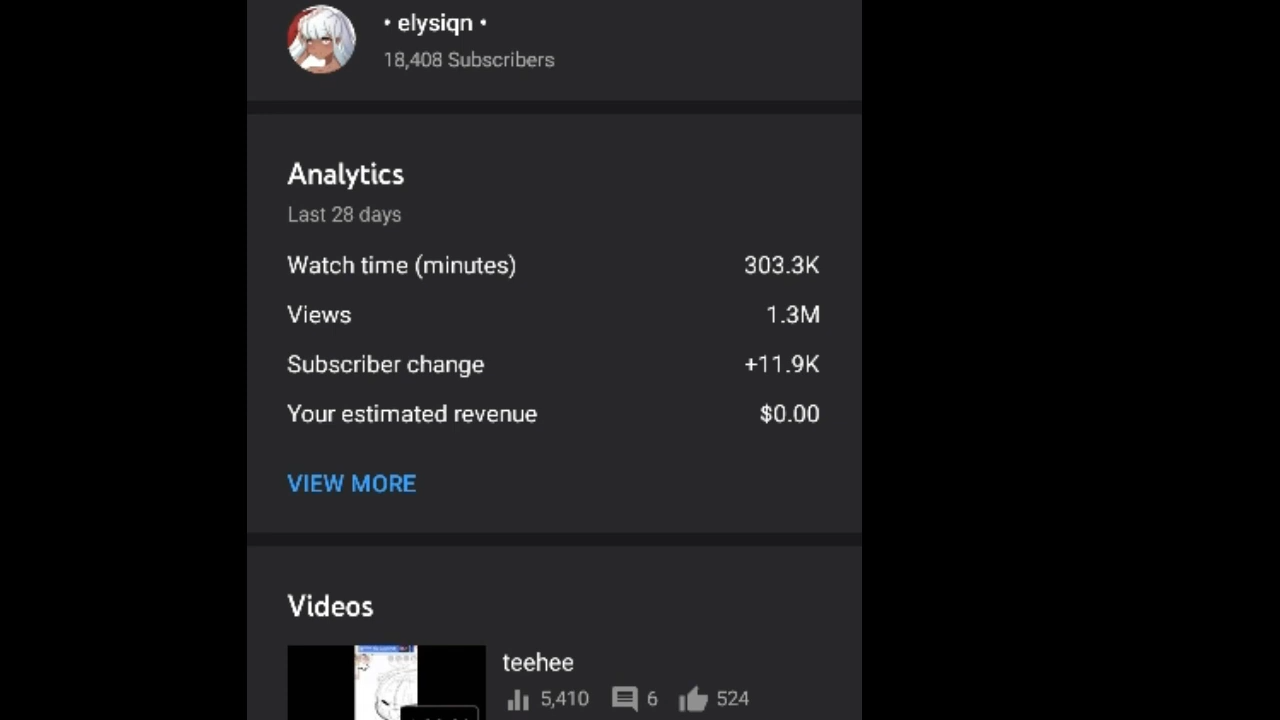 • elysiqn •
18,408 Subscribers
Analytics
Last 28 days
Watch time (minutes) 303.3K
Views 1.3M
Subscriber change +11.9K
Your estimated revenue $0.00
VIEW MORE
Videos
teehee
5,410 6 524